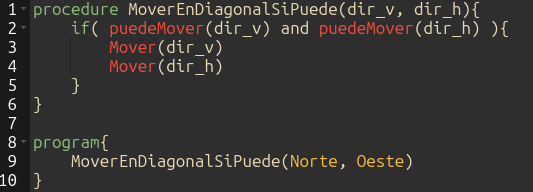 1 procedure MoverEnDiagonalSiPuede(dir_v, dir_h){
2     if( puedeMover(dir_v) and puedeMover(dir_h) ){
3         Mover(dir_v)
4         Mover(dir_h)
5     }
6 }
7
8 program{
9     MoverEnDiagonalSiPuede(Norte, Oeste)
10 }